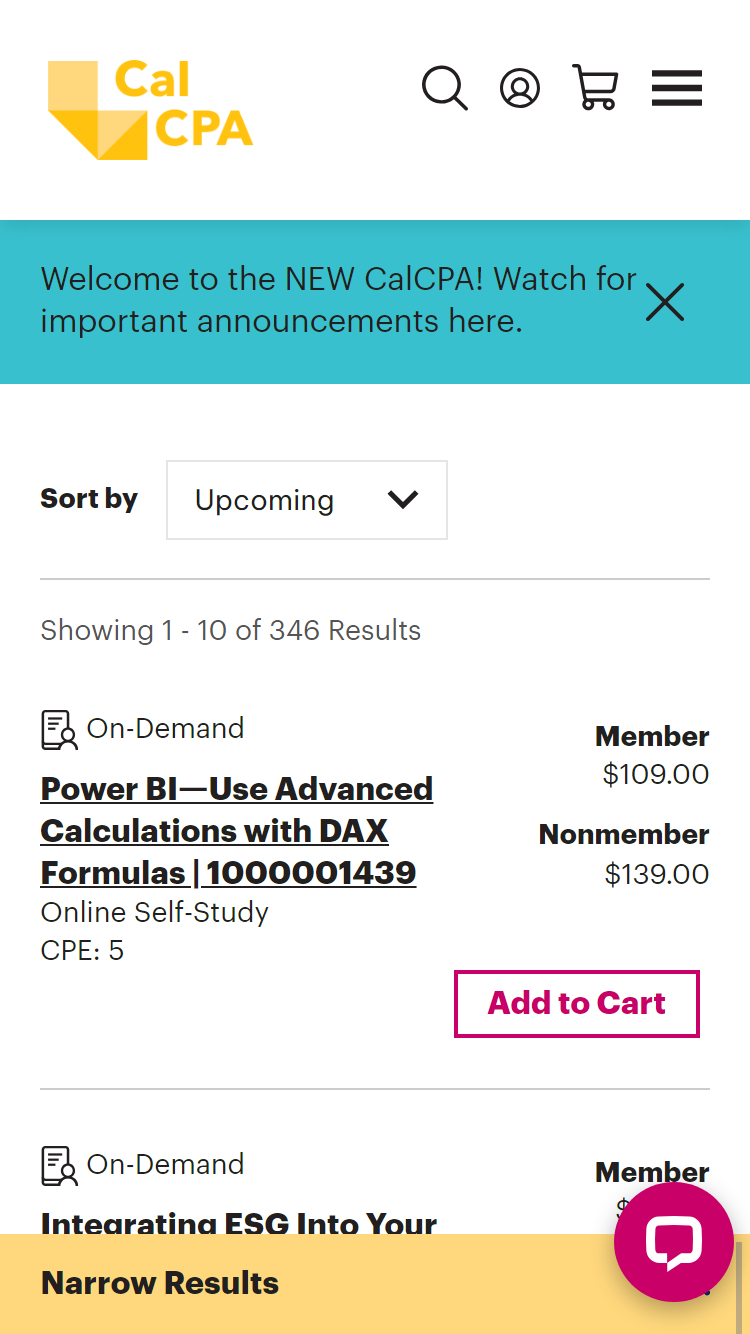 Cal
CPA
Welcome to the NEW CalCPA! Watch for
important announcements here.
Sort by
Upcoming
Showing 1 - 10 of 346 Results
On-Demand
Power BI—Use Advanced
Calculations with DAX
Formulas | 1000001439
Online Self-Study
CPE: 5
Member
$109.00
Nonmember
$139.00
Add to Cart
On-Demand
Integrating ESG Into Your
Member
$
Narrow Results